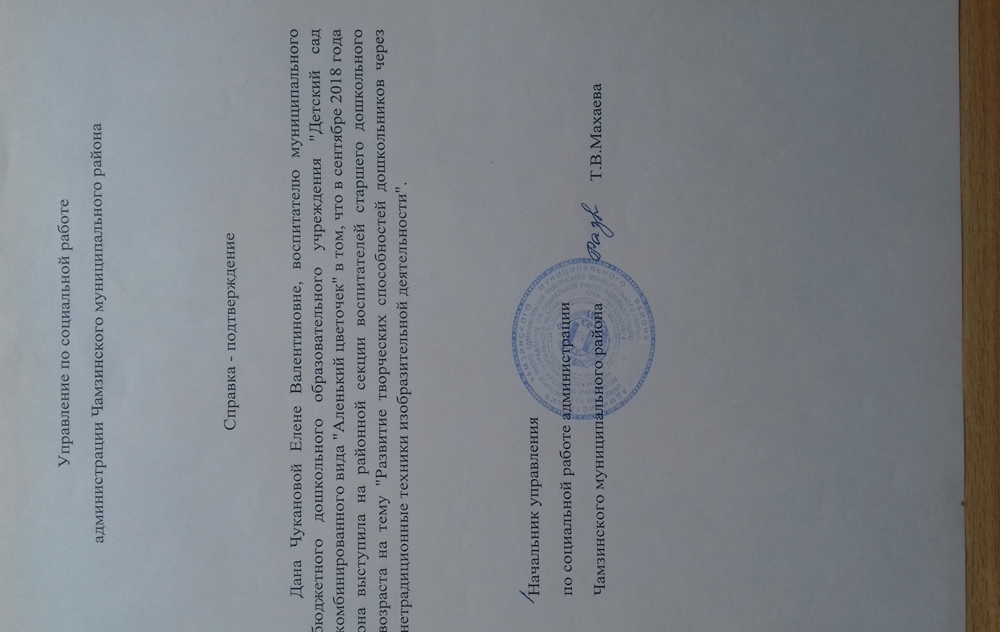 Управление по социальной работе
администрации Чамзинского муниципального района
Справка - подтверждение
Дана Чукановой Елене Валентиновне, воспитателю муниципального
бюджетного дошкольного образовательного учреждения "Детский сад
комбинированного вида "Аленький цветочек" в том, что в сентябре 2018 года
она выступила на районной секции воспитателей старшего дошкольного
возраста на тему "Развитие творческих способностей дошкольников через
нетрадиционные техники изобразительной деятельности".
Начальник управления
по социальной работе администрации
Чамзинского муниципального района Т.В.Махаева
ЧАМЗИНСКОГО МУНИЦИПАЛЬНОГО РАЙОНА